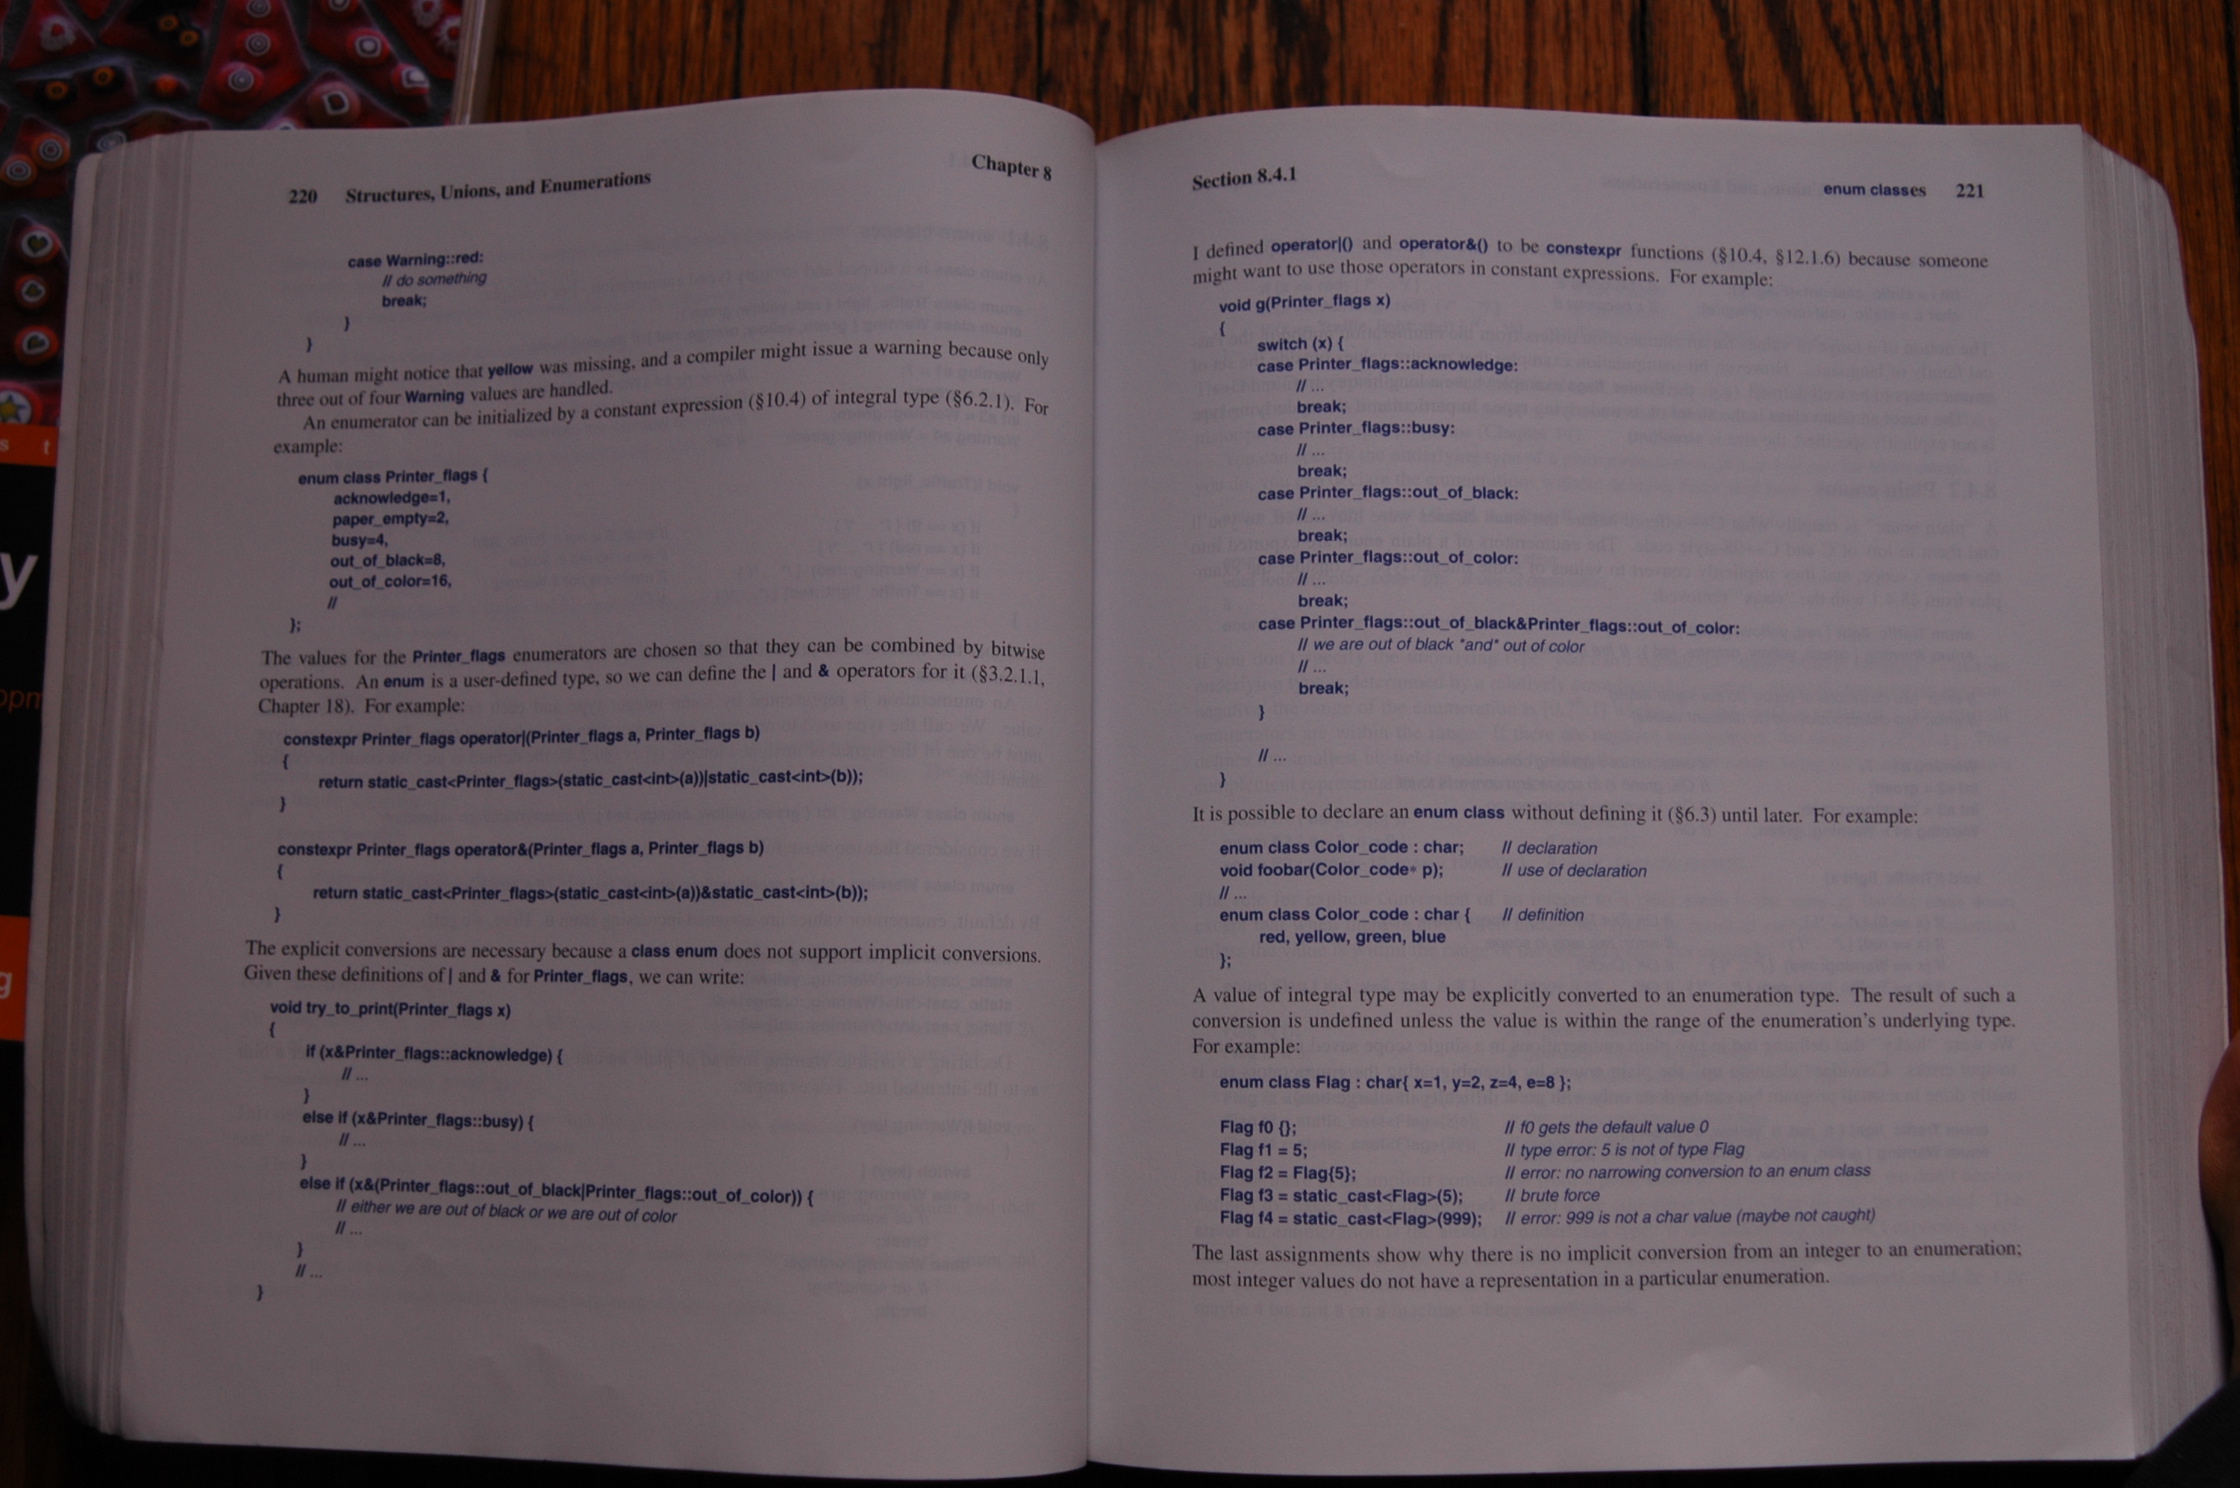 220 Structures, Unions, and Enumerations Chapter 8
case Warning::red:
// do something
break;
}
}
A human might notice that yellow was missing, and a compiler might issue a warning because only
three out of four Warning values are handled.
An enumerator can be initialized by a constant expression (§10.4) of integral type (§6.2.1). For
example:
enum class Printer_flags {
acknowledge=1,
paper_empty=2,
busy=4,
out_of_black=8,
out_of_color=16,
//
};
The values for the Printer_flags enumerators are chosen so that they can be combined by bitwise
operations. An enum is a user-defined type, so we can define the | and & operators for it (§3.2.1.1,
Chapter 18). For example:
constexpr Printer_flags operator|(Printer_flags a, Printer_flags b)
{
return static_cast<Printer_flags>(static_cast<int>(a))|static_cast<int>(b));
}
constexpr Printer_flags operator&(Printer_flags a, Printer_flags b)
{
return static_cast<Printer_flags>(static_cast<int>(a))&static_cast<int>(b));
}
The explicit conversions are necessary because a class enum does not support implicit conversions.
Given these definitions of | and & for Printer_flags, we can write:
void try_to_print(Printer_flags x)
{
if (x&Printer_flags::acknowledge) {
// ...
}
else if (x&Printer_flags::busy) {
// ...
}
else if (x&(Printer_flags::out_of_black|Printer_flags::out_of_color)) {
// either we are out of black or we are out of color
// ...
}
// ...
}
Section 8.4.1 enum classes 221
I defined operator|() and operator&() to be constexpr functions (§10.4, §12.1.6) because someone
might want to use those operators in constant expressions. For example:
void g(Printer_flags x)
{
switch (x) {
case Printer_flags::acknowledge:
// ...
break;
case Printer_flags::busy:
// ...
break;
case Printer_flags::out_of_black:
// ...
break;
case Printer_flags::out_of_color:
// ...
break;
case Printer_flags::out_of_black&Printer_flags::out_of_color:
// we are out of black *and* out of color
// ...
break;
}
// ...
}
It is possible to declare an enum class without defining it (§6.3) until later. For example:
enum class Color_code : char; // declaration
void foobar(Color_code* p); // use of declaration
// ...
enum class Color_code : char { // definition
red, yellow, green, blue
};
A value of integral type may be explicitly converted to an enumeration type. The result of such a
conversion is undefined unless the value is within the range of the enumeration's underlying type.
For example:
enum class Flag : char{ x=1, y=2, z=4, e=8 };
Flag f0 {}; // f0 gets the default value 0
Flag f1 = 5; // type error: 5 is not of type Flag
Flag f2 = Flag{5}; // error: no narrowing conversion to an enum class
Flag f3 = static_cast<Flag>(5); // brute force
Flag f4 = static_cast<Flag>(999); // error: 999 is not a char value (maybe not caught)
The last assignments show why there is no implicit conversion from an integer to an enumeration;
most integer values do not have a representation in a particular enumeration.